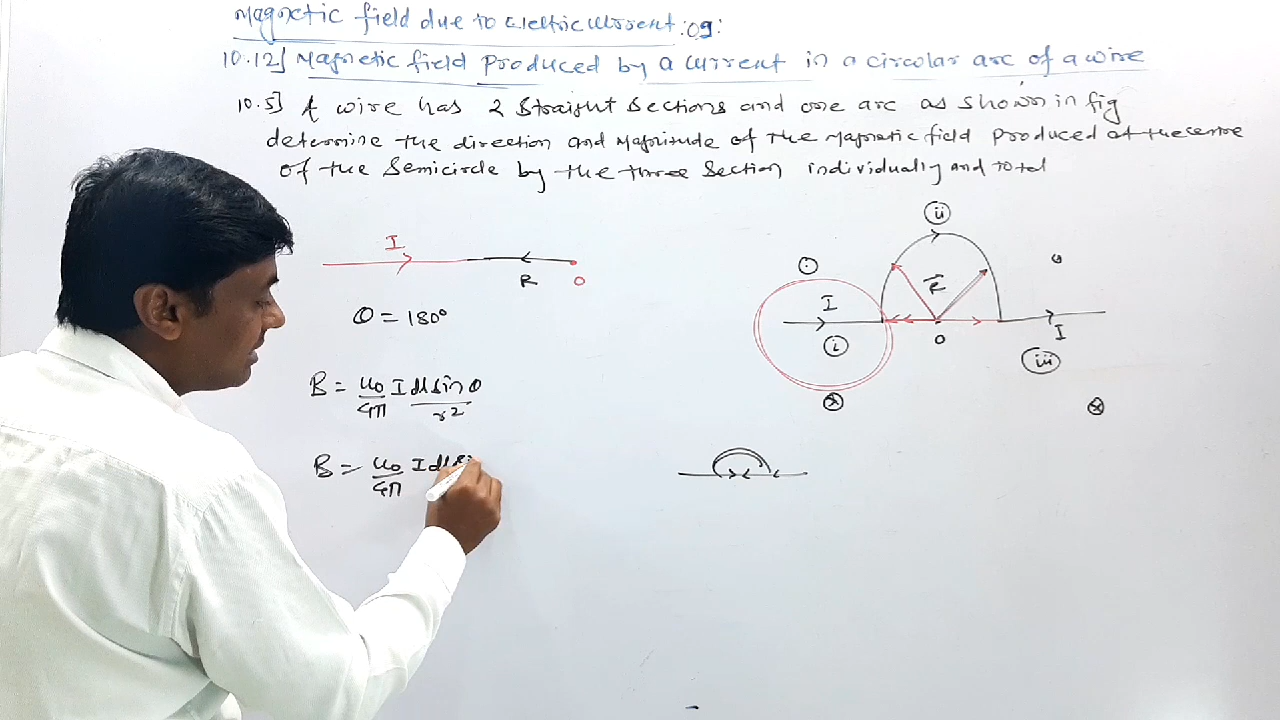 Magnetic field due to Electric current: 09:
10.12] Magnetic field produced by a current in a circular arc of a wire
10.5] A wire has 2 straight sections and one arc as shown in fig
determine the direction and magnitude of the magnetic field produced at the centre
of the semicircle by the three section individually and total
I
R
O
θ = 180°
B = μ0/4π I dl sin θ/r2
B = μ0/4π I dl si
ii
I
R
i
O
I
iii